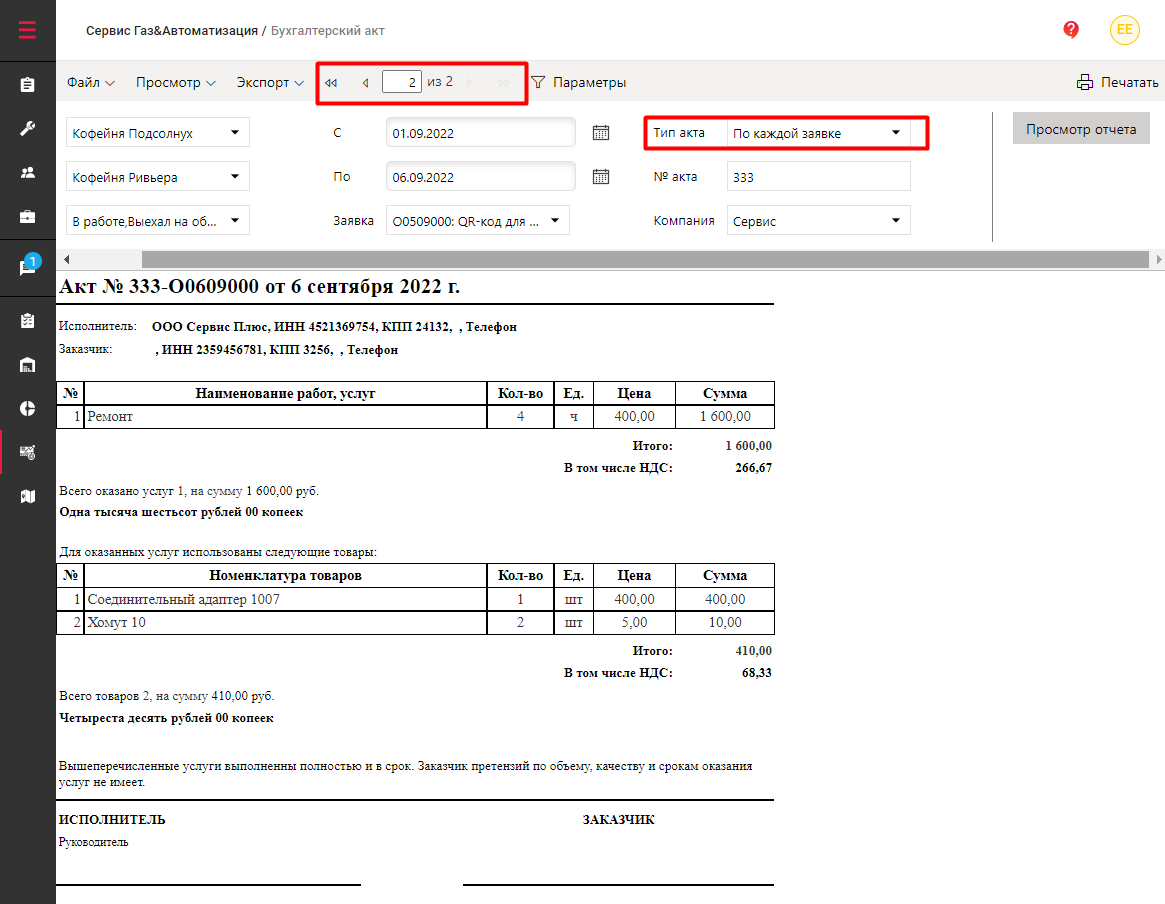 Сервис Газ&Автоматизация / Бухгалтерский акт
? EE
Файл Просмотр Экспорт 2 из 2 Параметры Печатать
Кофейня Подсолнух С 01.09.2022 Тип акта По каждой заявке Просмотр отчета
Кофейня Ривьера По 06.09.2022 № акта 333
В работе,Выехал на об... Заявка О0509000: QR-код для ... Компания Сервис
1
Акт № 333-О0609000 от 6 сентября 2022 г.
Исполнитель: ООО Сервис Плюс, ИНН 4521369754, КПП 24132, , Телефон
Заказчик: , ИНН 2359456781, КПП 3256, , Телефон
№ Наименование работ, услуг Кол-во Ед. Цена Сумма
1 Ремонт 4 ч 400,00 1 600,00
Итого: 1 600,00
В том числе НДС: 266,67
Всего оказано услуг 1, на сумму 1 600,00 руб.
Одна тысяча шестьсот рублей 00 копеек
Для оказанных услуг использованы следующие товары:
№ Номенклатура товаров Кол-во Ед. Цена Сумма
1 Соединительный адаптер 1007 1 шт 400,00 400,00
2 Хомут 10 2 шт 5,00 10,00
Итого: 410,00
В том числе НДС: 68,33
Всего товаров 2, на сумму 410,00 руб.
Четыреста десять рублей 00 копеек
Вышеперечисленные услуги выполненны полностью и в срок. Заказчик претензий по объему, качеству и срокам оказания
услуг не имеет.
ИСПОЛНИТЕЛЬ ЗАКАЗЧИК
Руководитель